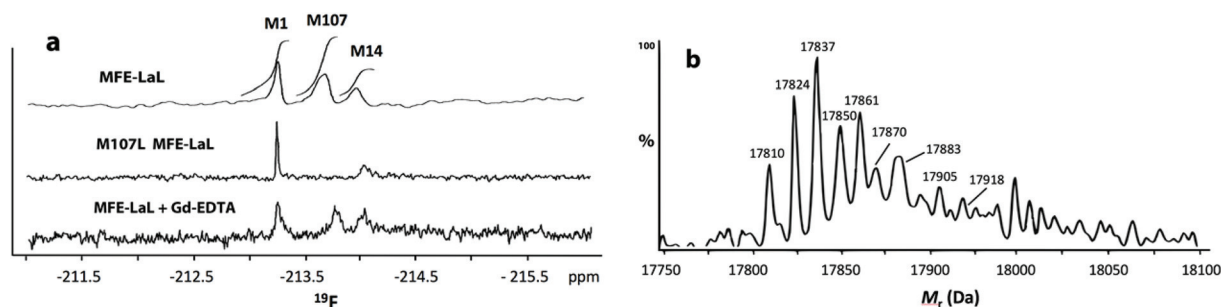 a
M1
M107
M14
MFE-LaL
M107L MFE-LaL
MFE-LaL + Gd-EDTA
-211.5
-212.5
-213.5
-214.5
-215.5
ppm
19F
100
b
%
17837
17824
17850
17861
17870
17810
17883
17905
17918
17750
17800
17850
17900
17950
18000
18050
18100
Mr (Da)